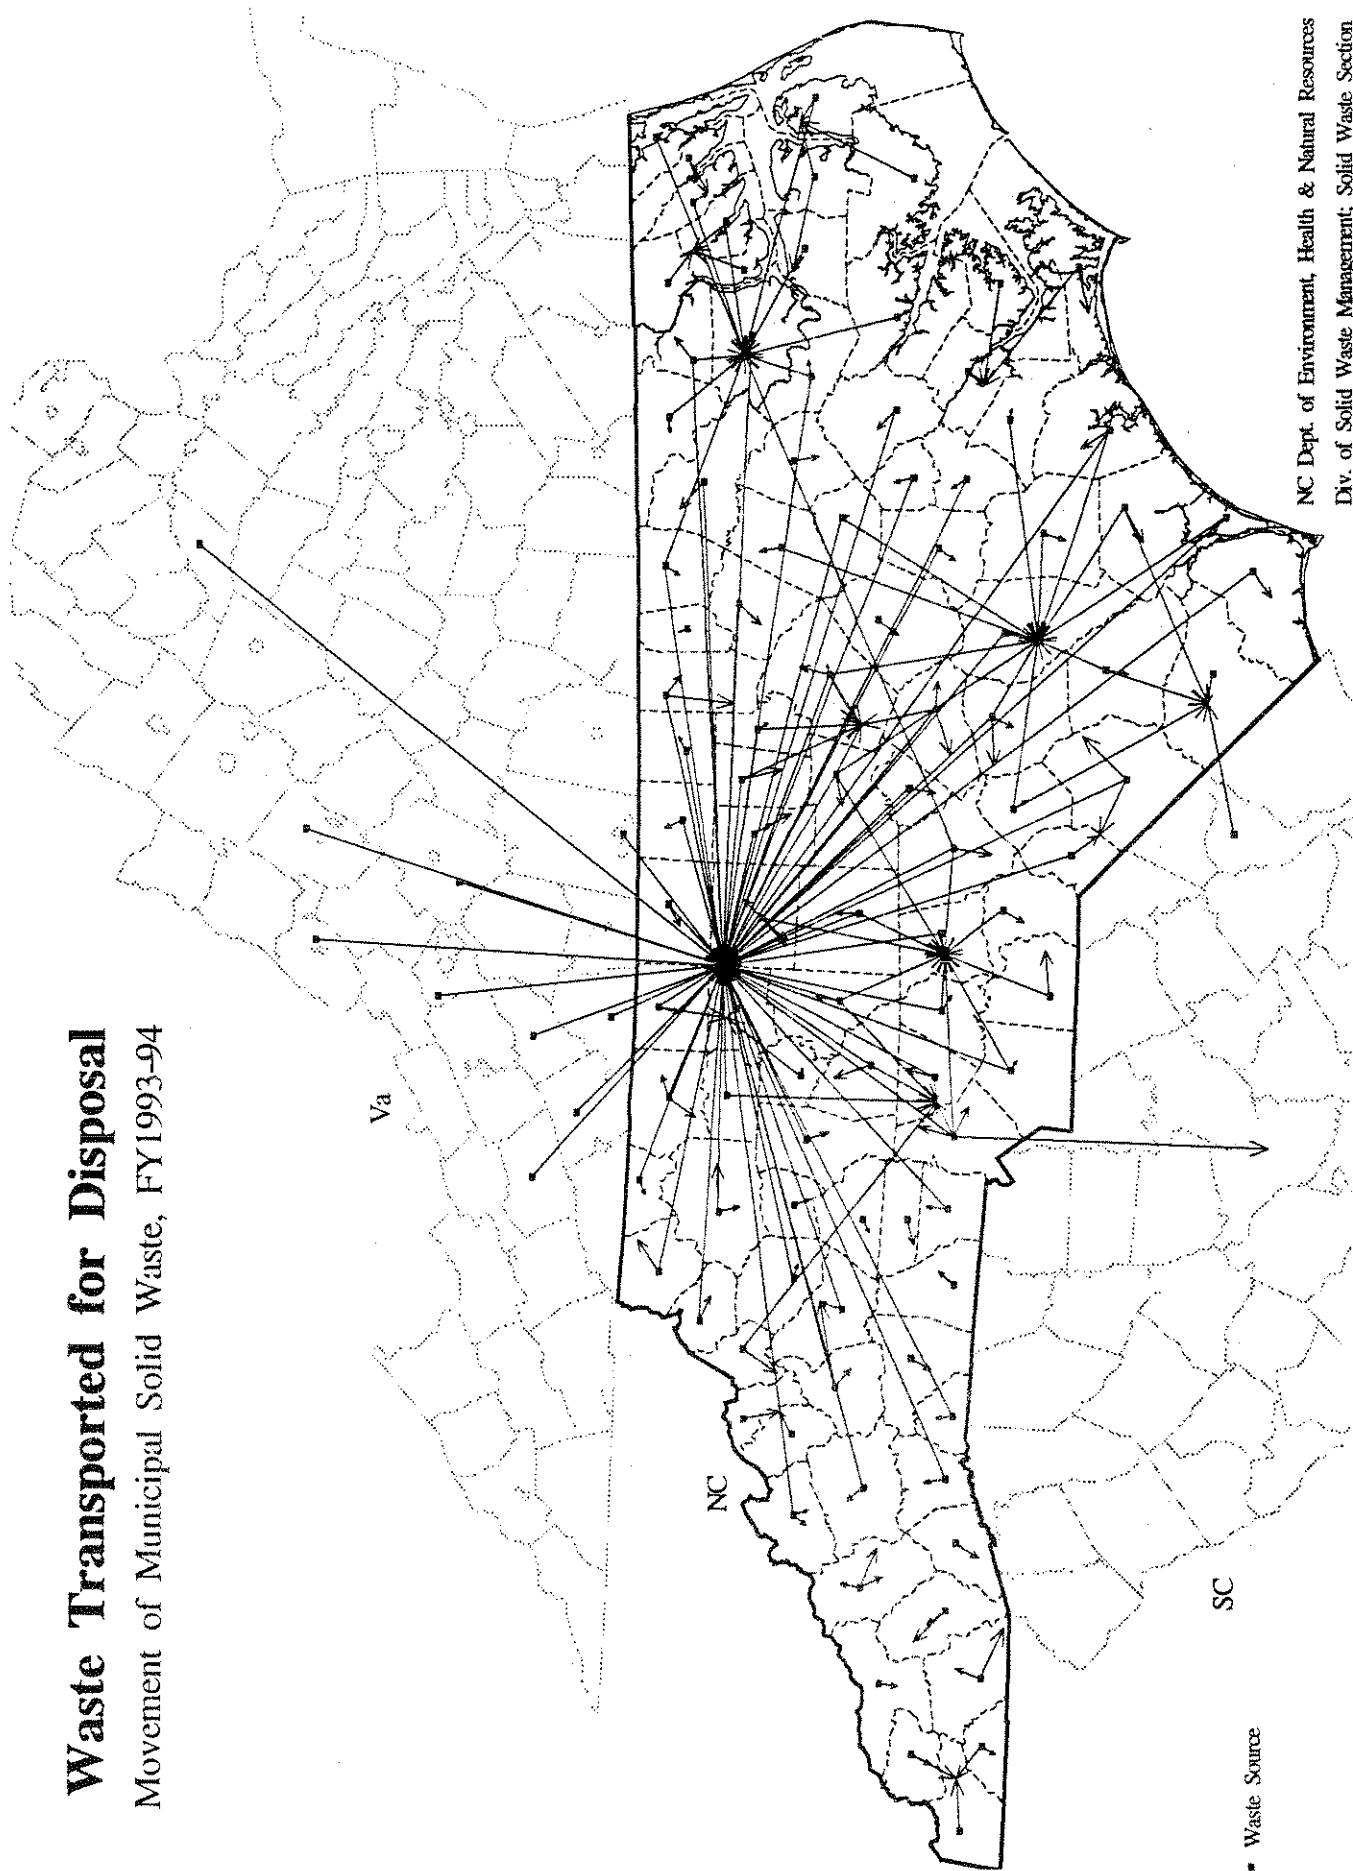 Waste Transported for Disposal
Movement of Municipal Solid Waste, FY1993-94
Va
NC
SC
▪ Waste Source
NC Dept. of Environment, Health & Natural Resources
Div. of Solid Waste Management; Solid Waste Section